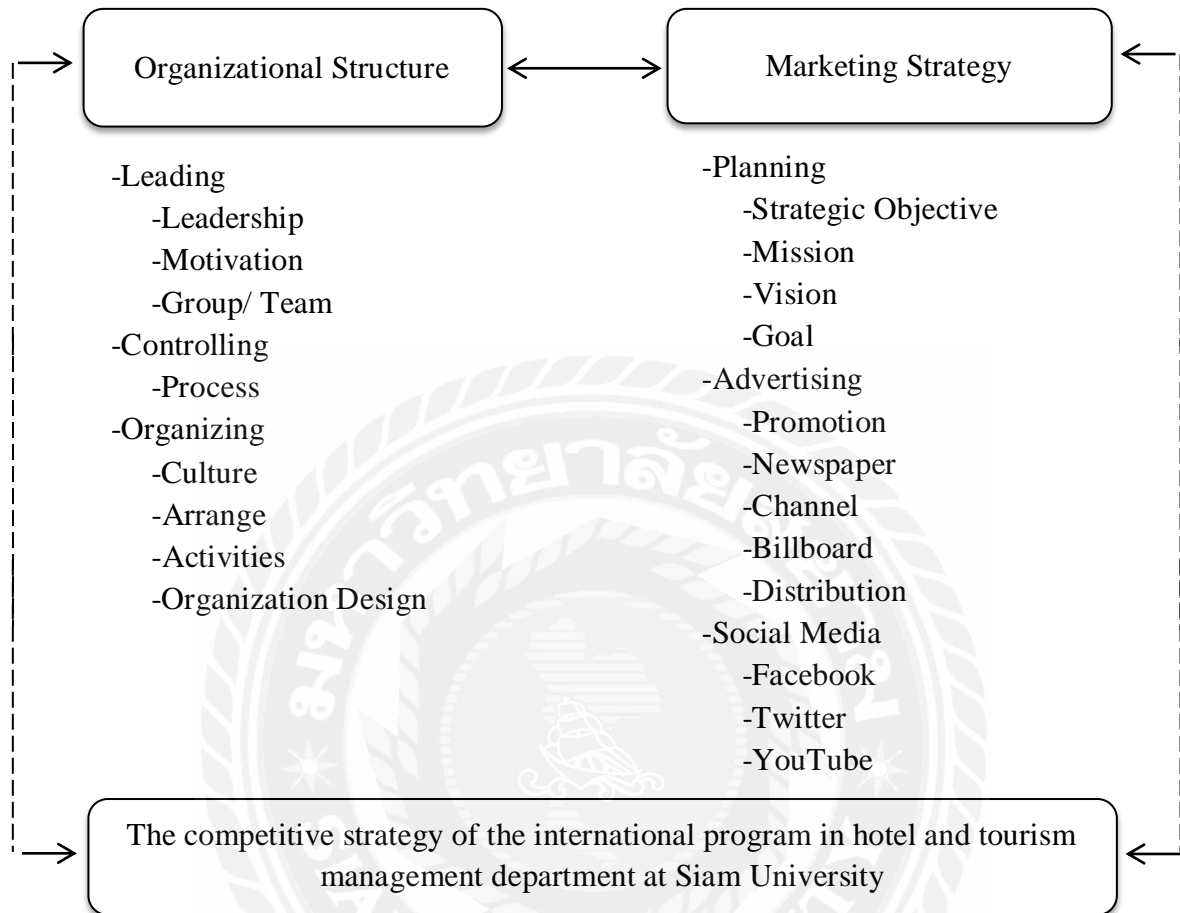 Organizational Structure
Marketing Strategy
-Leading
-Leadership
-Motivation
-Group/ Team
-Controlling
-Process
-Organizing
-Culture
-Arrange
-Activities
-Organization Design
-Planning
-Strategic Objective
-Mission
-Vision
-Goal
-Advertising
-Promotion
-Newspaper
-Channel
-Billboard
-Distribution
-Social Media
-Facebook
-Twitter
-YouTube
The competitive strategy of the international program in hotel and tourism
management department at Siam University